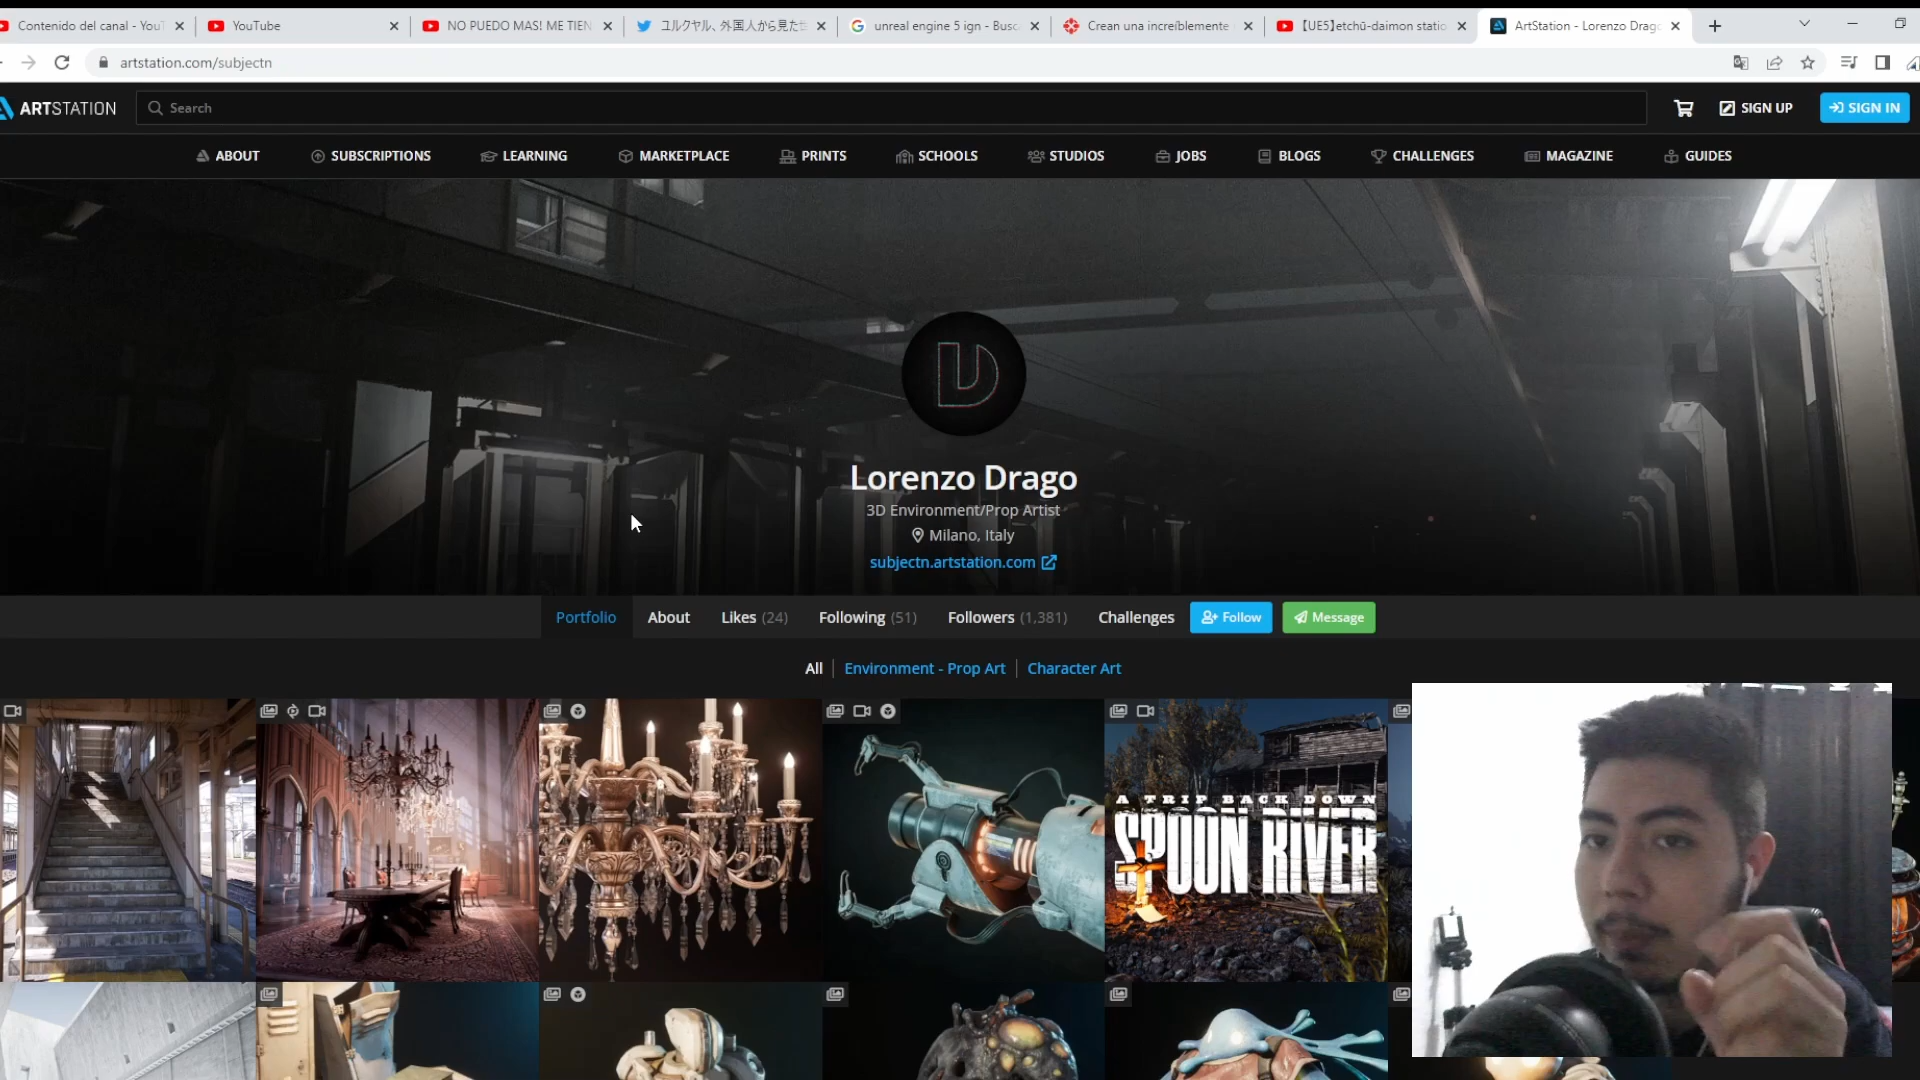 Contenido del canal - YouT
YouTube
NO PUEDO MAS! ME TIEN
ユルクヤル、外国人から見たせ
unreal engine 5 ign - Busc
Crean una increíblemente
【UE5】etchū-daimon statio
ArtStation - Lorenzo Drago
artstation.com/subjectn
ARTSTATION
Search
SIGN UP
SIGN IN
ABOUT
SUBSCRIPTIONS
LEARNING
MARKETPLACE
PRINTS
SCHOOLS
STUDIOS
JOBS
BLOGS
CHALLENGES
MAGAZINE
GUIDES
Lorenzo Drago
3D Environment/Prop Artist
Milano, Italy
subjectn.artstation.com
Portfolio
About
Likes (24)
Following (51)
Followers (1,381)
Challenges
Follow
Message
All
Environment - Prop Art
Character Art
A TRIP BACK DOWN
SPOON RIVER